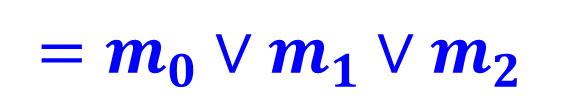 = m₀ ∨ m₁ ∨ m₂